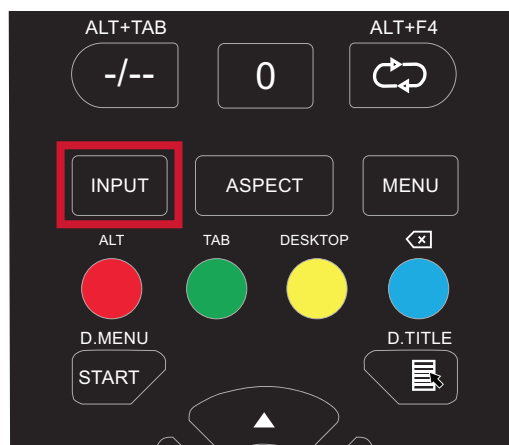 ALT+TAB ALT+F4
-/-- 0
INPUT ASPECT MENU
ALT TAB DESKTOP
D.MENU D.TITLE
START